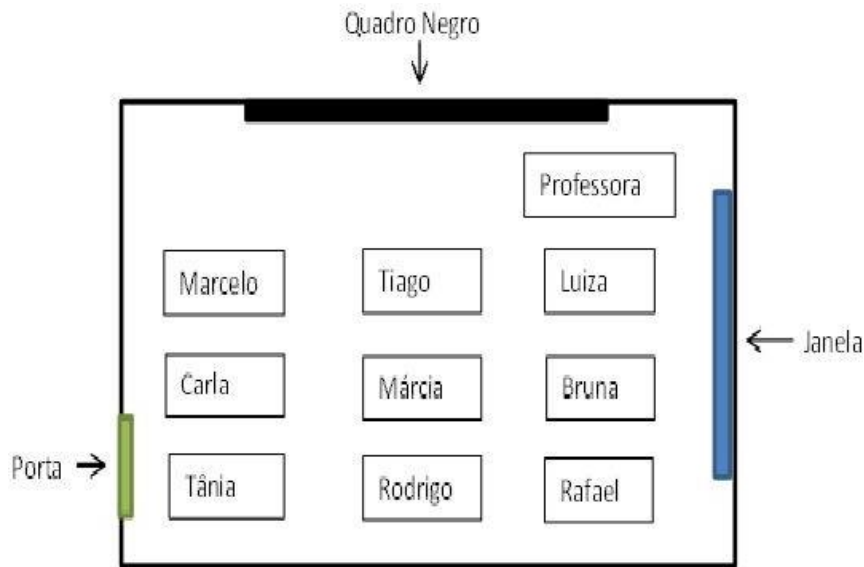 Quadro Negro
Professora
Marcelo
Tiago
Luiza
Janela
Carla
Márcia
Bruna
Porta
Tânia
Rodrigo
Rafael